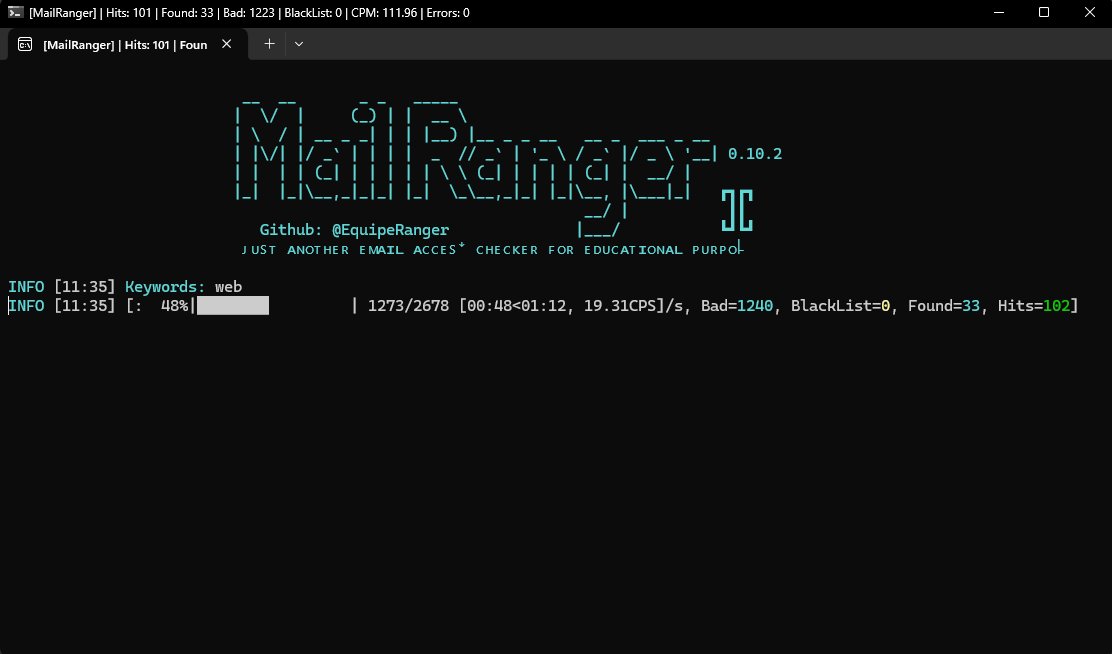 [MailRanger] | Hits: 101 | Found: 33 | Bad: 1223 | BlackList: 0 | CPM: 111.96 | Errors: 0
[MailRanger] | Hits: 101 | Foun
MailRanger
0.10.2
Github: @EquipeRanger
JUST ANOTHER EMAIL ACCES* CHECKER FOR EDUCATIONAL PURPO
INFO [11:35] Keywords: web
INFO [11:35] [: 48%| | 1273/2678 [00:48<01:12, 19.31CPS]/s, Bad=1240, BlackList=0, Found=33, Hits=102]